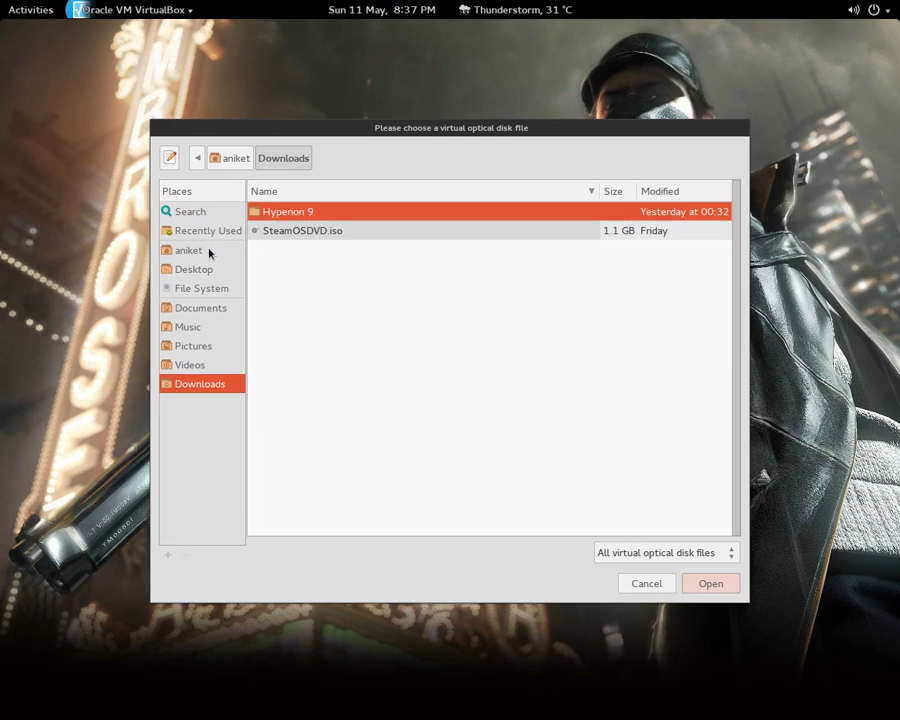 Activities Oracle VM VirtualBox ▾ Sun 11 May, 8:37 PM Thunderstorm, 31 °C
Please choose a virtual optical disk file
aniket Downloads
Places Name Size Modified
Search Hyperion 9 Yesterday at 00:32
Recently Used SteamOSDVD.iso 1.1 GB Friday
aniket
Desktop
File System
Documents
Music
Pictures
Videos
Downloads
All virtual optical disk files
Cancel Open